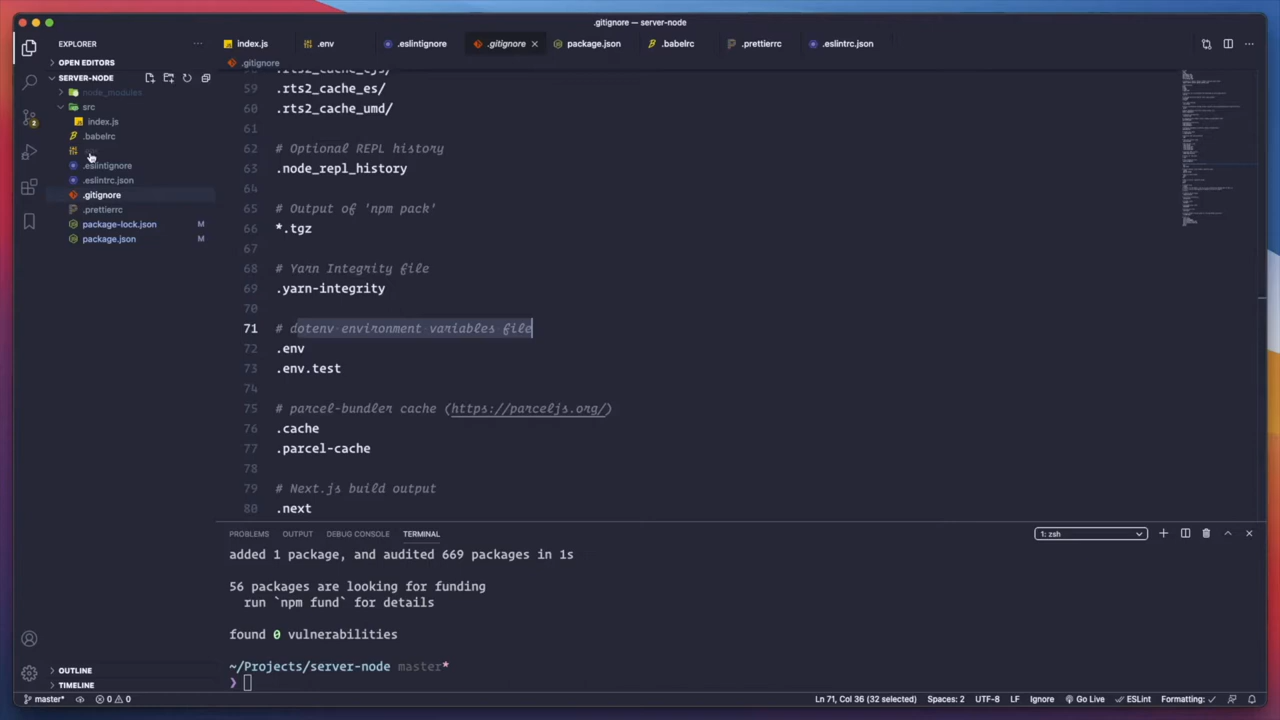 .gitignore — server-node
EXPLORER
index.js
.env
.eslintignore
.gitignore
package.json
.babelrc
.prettierrc
.eslintrc.json
OPEN EDITORS
.gitignore
SERVER-NODE
node_modules
src
index.js
.babelrc
.eslintignore
.eslintrc.json
.gitignore
.prettierrc
package-lock.json M
package.json M
59 .rts2_cache_es/
60 .rts2_cache_umd/
61
62 # Optional REPL history
63 .node_repl_history
64
65 # Output of 'npm pack'
66 *.tgz
67
68 # Yarn Integrity file
69 .yarn-integrity
70
71 # dotenv environment variables file
72 .env
73 .env.test
74
75 # parcel-bundler cache (https://parceljs.org/)
76 .cache
77 .parcel-cache
78
79 # Next.js build output
80 .next
PROBLEMS OUTPUT DEBUG CONSOLE TERMINAL
1: zsh
added 1 package, and audited 669 packages in 1s
56 packages are looking for funding
run `npm fund` for details
found 0 vulnerabilities
~/Projects/server-node master*
❯
OUTLINE
TIMELINE
master* 0 0 Ln 71, Col 36 (32 selected) Spaces: 2 UTF-8 LF Ignore Go Live ESLint Formatting: ✓
2